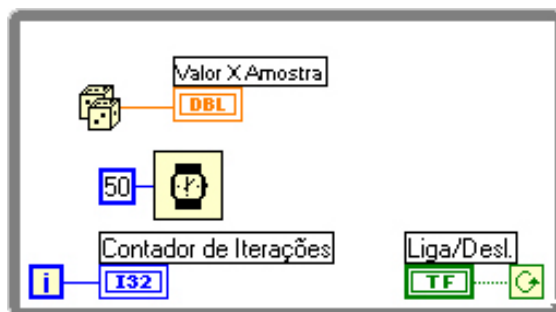 Valor X Amostra
DBL
50
Contador de Iterações
Liga/Desl.
i
I32
TF